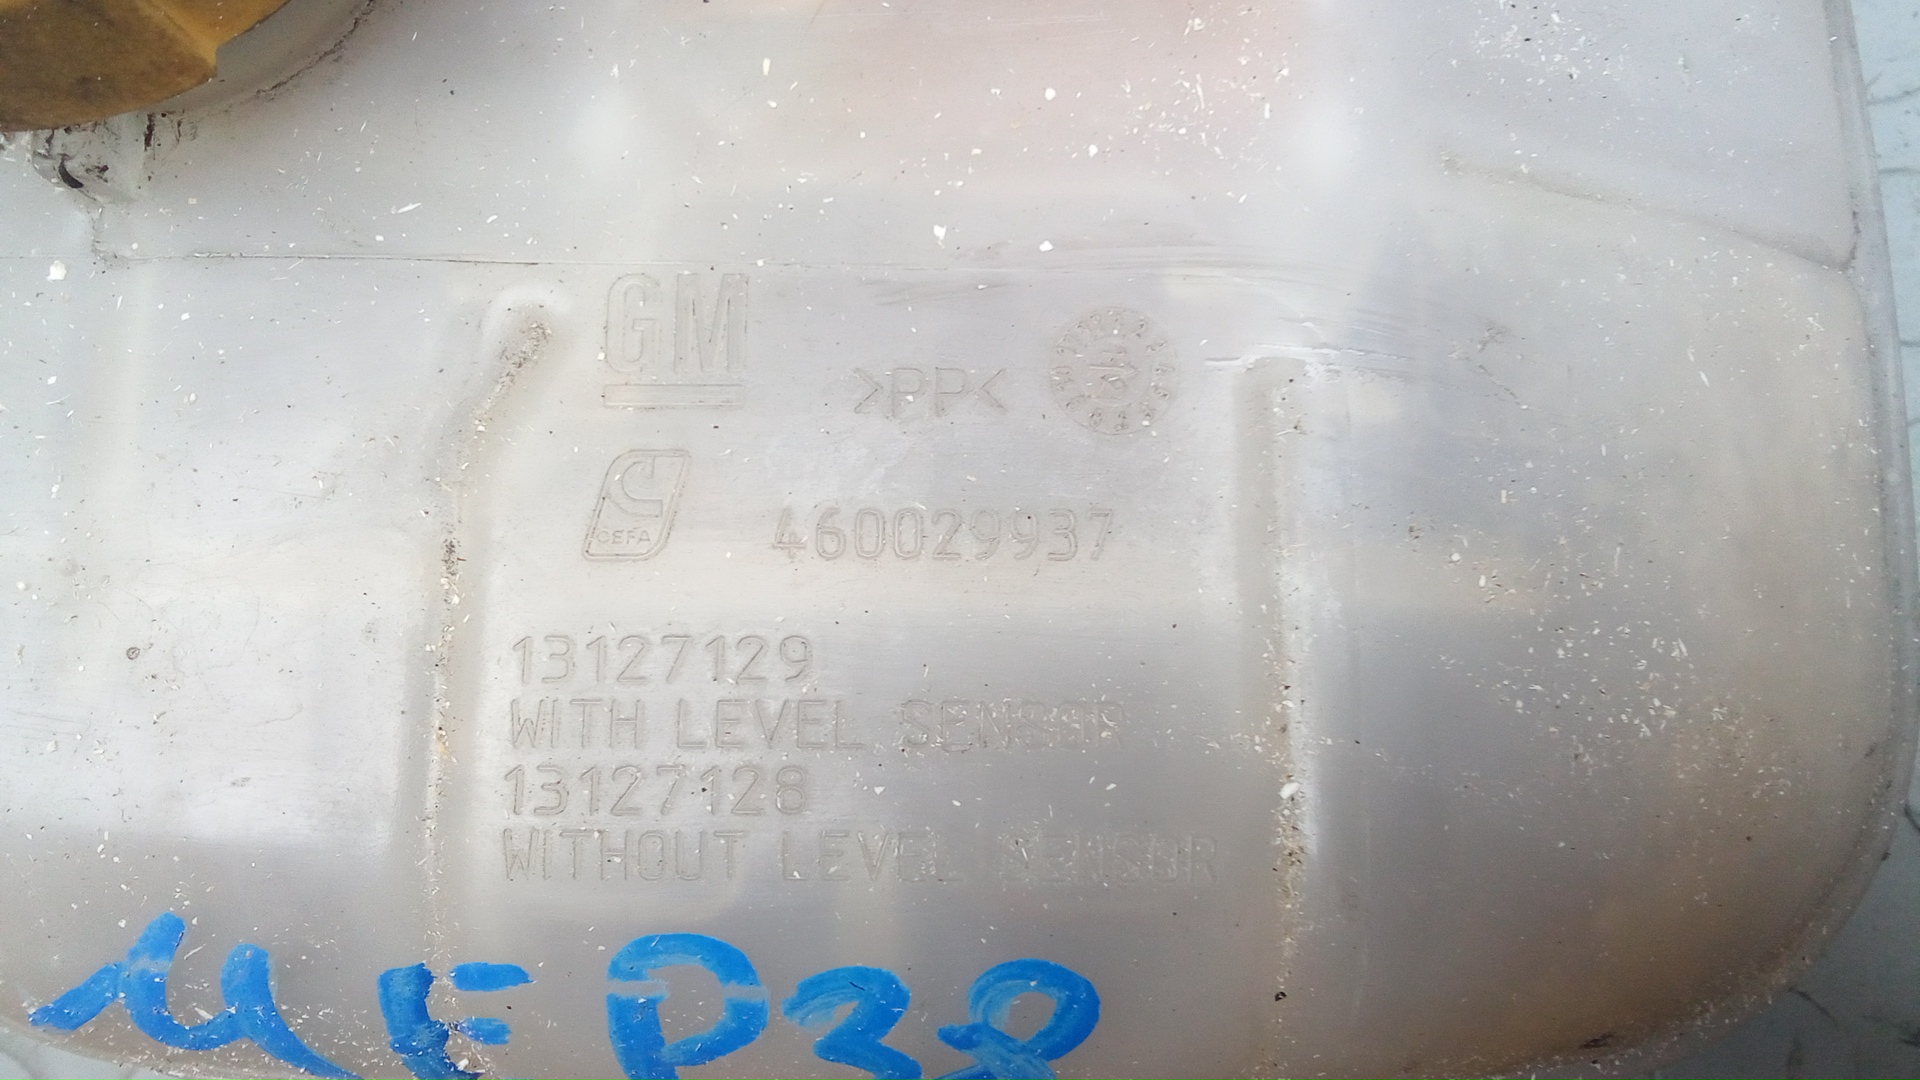 GM
>PP<
CEFA
460029937
13127129
WITH LEVEL SENSOR
13127128
WITHOUT LEVEL SENSOR